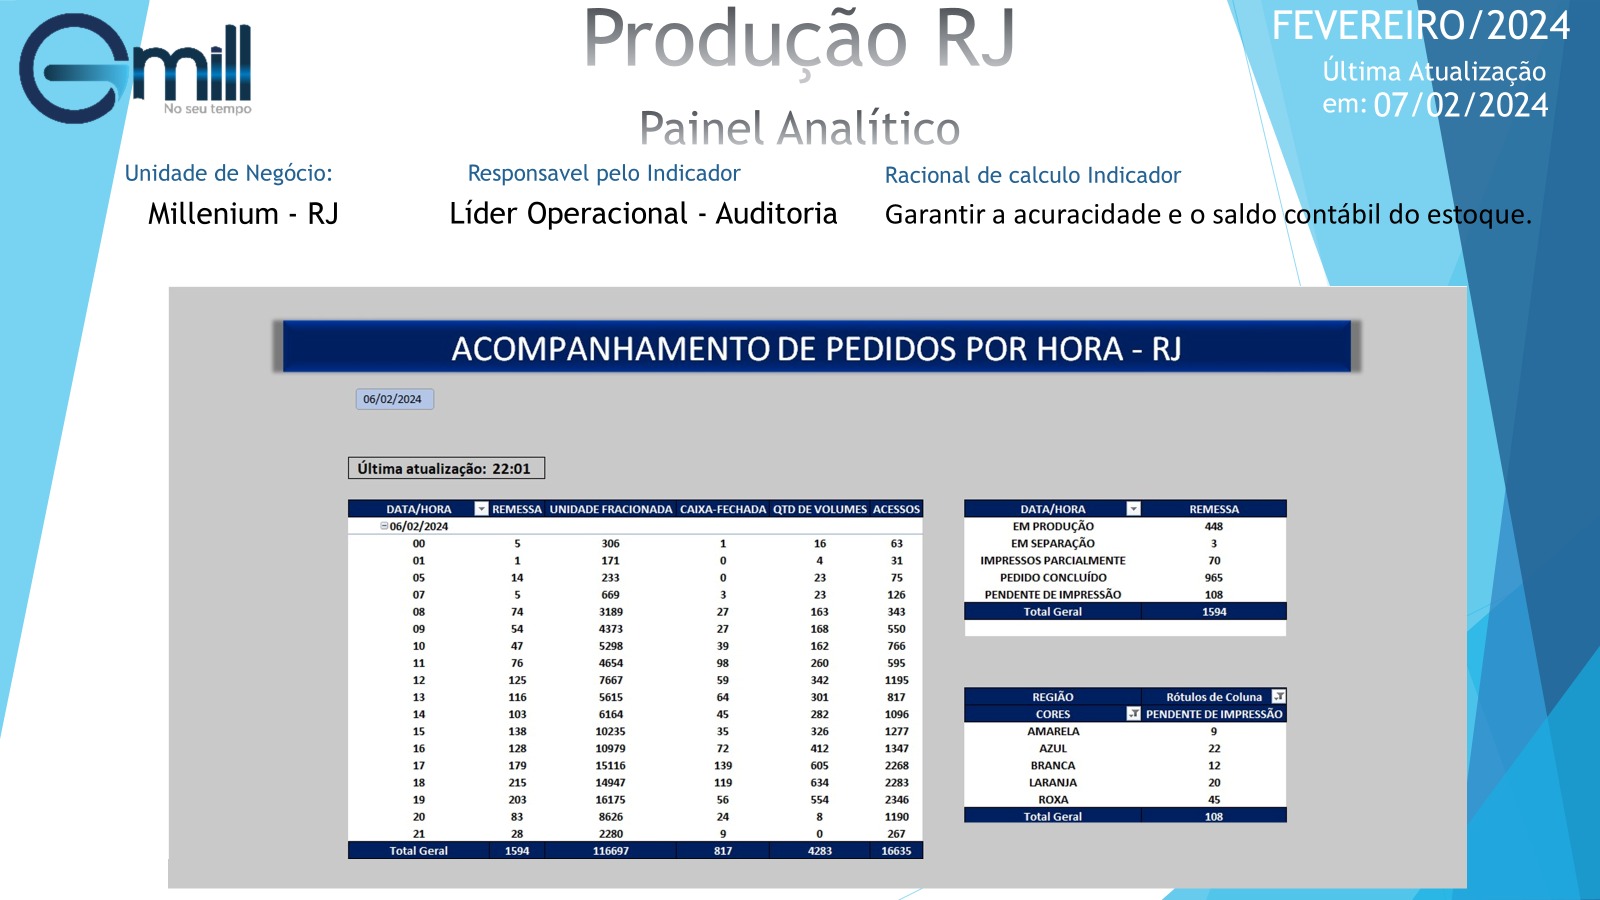 Gmill
No seu tempo
Produção RJ
Painel Analítico
FEVEREIRO/2024
Última Atualização
em: 07/02/2024
Unidade de Negócio:
Millenium - RJ
Responsavel pelo Indicador
Líder Operacional - Auditoria
Racional de calculo Indicador
Garantir a acuracidade e o saldo contábil do estoque.
ACOMPANHAMENTO DE PEDIDOS POR HORA - RJ
06/02/2024
Última atualização: 22:01
DATA/HORA REMESSA UNIDADE FRACIONADA CAIXA-FECHADA QTD DE VOLUMES ACESSOS
06/02/2024
00 5 306 1 16 63
01 1 171 0 4 31
05 14 233 0 23 75
07 5 669 3 23 126
08 74 3189 27 163 343
09 54 4373 27 168 550
10 47 5298 39 162 766
11 76 4654 98 260 595
12 125 7667 59 342 1195
13 116 5615 64 301 817
14 103 6164 45 282 1096
15 138 10235 35 326 1277
16 128 10979 72 412 1347
17 179 15116 139 605 2268
18 215 14947 119 634 2283
19 203 16175 56 554 2346
20 83 8626 24 8 1190
21 28 2280 9 0 267
Total Geral 1594 116697 817 4283 16635
DATA/HORA REMESSA
EM PRODUÇÃO 448
EM SEPARAÇÃO 3
IMPRESSOS PARCIALMENTE 70
PEDIDO CONCLUÍDO 965
PENDENTE DE IMPRESSÃO 108
Total Geral 1594
REGIÃO Rótulos de Coluna
CORES PENDENTE DE IMPRESSÃO
AMARELA 9
AZUL 22
BRANCA 12
LARANJA 20
ROXA 45
Total Geral 108